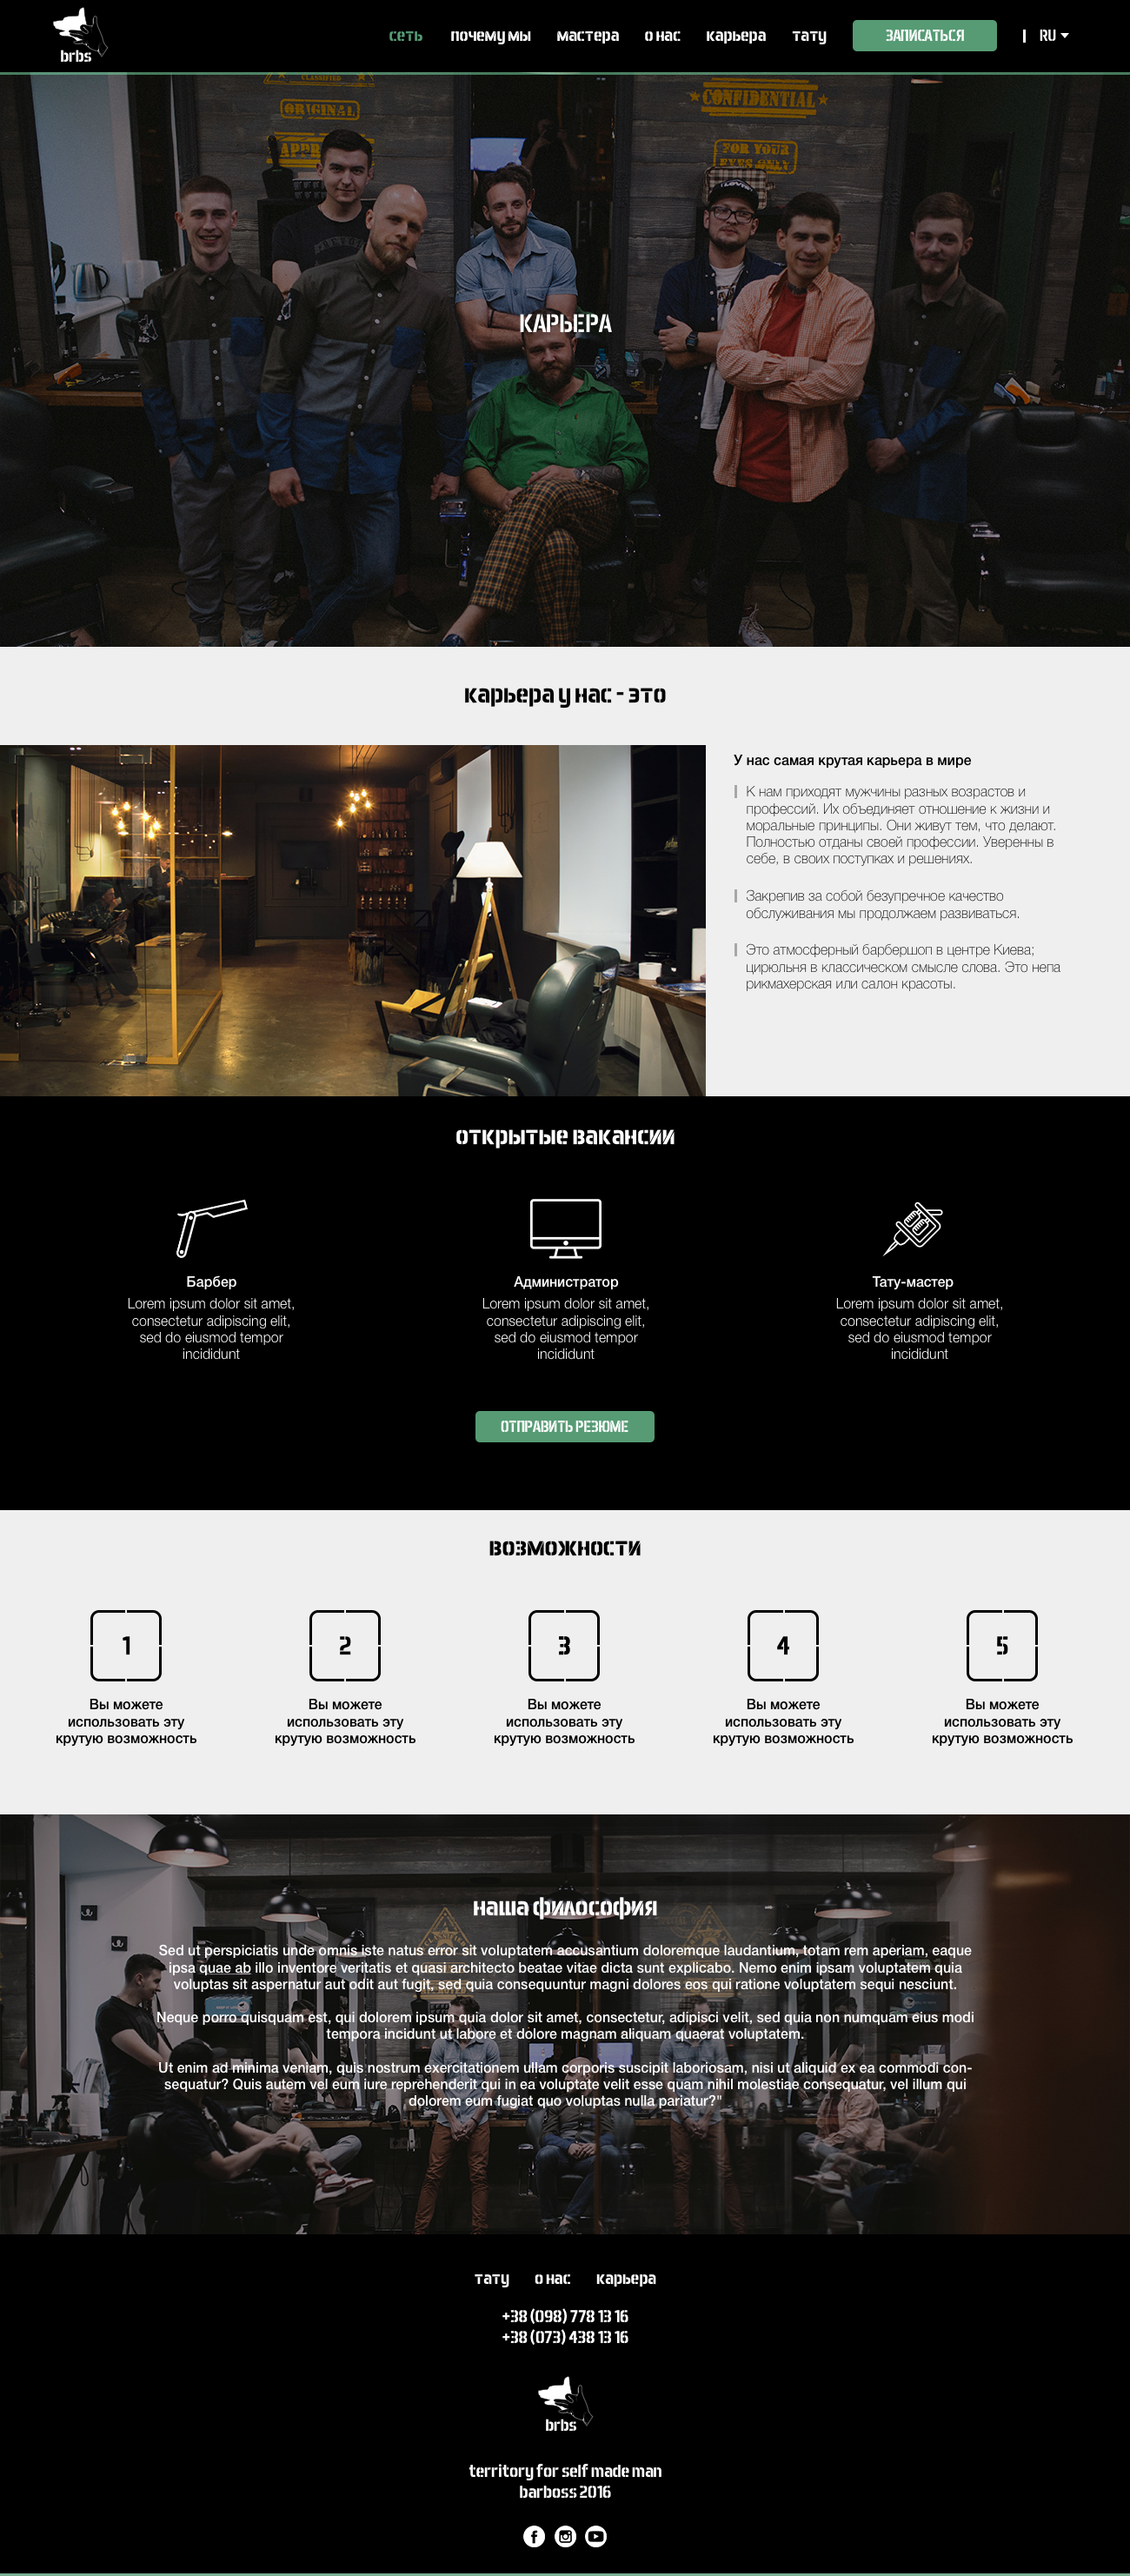 brbs
сеть почему мы мастера о нас карьера тату ЗАПИСАТЬСЯ RU
CLASSIFIED
ORIGINAL
CONFIDENTIAL
FOR YOUR
EYES ONLY
КАРЬЕРА
карьера у нас - это
У нас самая крутая карьера в мире
К нам приходят мужчины разных возрастов и
профессий. Их объединяет отношение к жизни и
моральные принципы. Они живут тем, что делают.
Полностью отданы своей профессии. Уверенны в
себе, в своих поступках и решениях.
Закрепив за собой безупречное качество
обслуживания мы продолжаем развиваться.
Это атмосферный барбершоп в центре Киева;
цирюльня в классическом смысле слова. Это непа
рикмахерская или салон красоты.
открытые вакансии
Барбер
Lorem ipsum dolor sit amet,
consectetur adipiscing elit,
sed do eiusmod tempor
incididunt
Администратор
Lorem ipsum dolor sit amet,
consectetur adipiscing elit,
sed do eiusmod tempor
incididunt
Тату-мастер
Lorem ipsum dolor sit amet,
consectetur adipiscing elit,
sed do eiusmod tempor
incididunt
ОТПРАВИТЬ РЕЗЮМЕ
возможности
1
Вы можете
использовать эту
крутую возможность
2
Вы можете
использовать эту
крутую возможность
3
Вы можете
использовать эту
крутую возможность
4
Вы можете
использовать эту
крутую возможность
5
Вы можете
использовать эту
крутую возможность
наша философия
Sed ut perspiciatis unde omnis iste natus error sit voluptatem accusantium doloremque laudantium, totam rem aperiam, eaque
ipsa quae ab illo inventore veritatis et quasi architecto beatae vitae dicta sunt explicabo. Nemo enim ipsam voluptatem quia
voluptas sit aspernatur aut odit aut fugit, sed quia consequuntur magni dolores eos qui ratione voluptatem sequi nesciunt.
Neque porro quisquam est, qui dolorem ipsum quia dolor sit amet, consectetur, adipisci velit, sed quia non numquam eius modi
tempora incidunt ut labore et dolore magnam aliquam quaerat voluptatem.
Ut enim ad minima veniam, quis nostrum exercitationem ullam corporis suscipit laboriosam, nisi ut aliquid ex ea commodi con-
sequatur? Quis autem vel eum iure reprehenderit qui in ea voluptate velit esse quam nihil molestiae consequatur, vel illum qui
dolorem eum fugiat quo voluptas nulla pariatur?"
тату о нас карьера
+38 (098) 778 13 16
+38 (073) 438 13 16
brbs
territory for self made man
barboss 2016